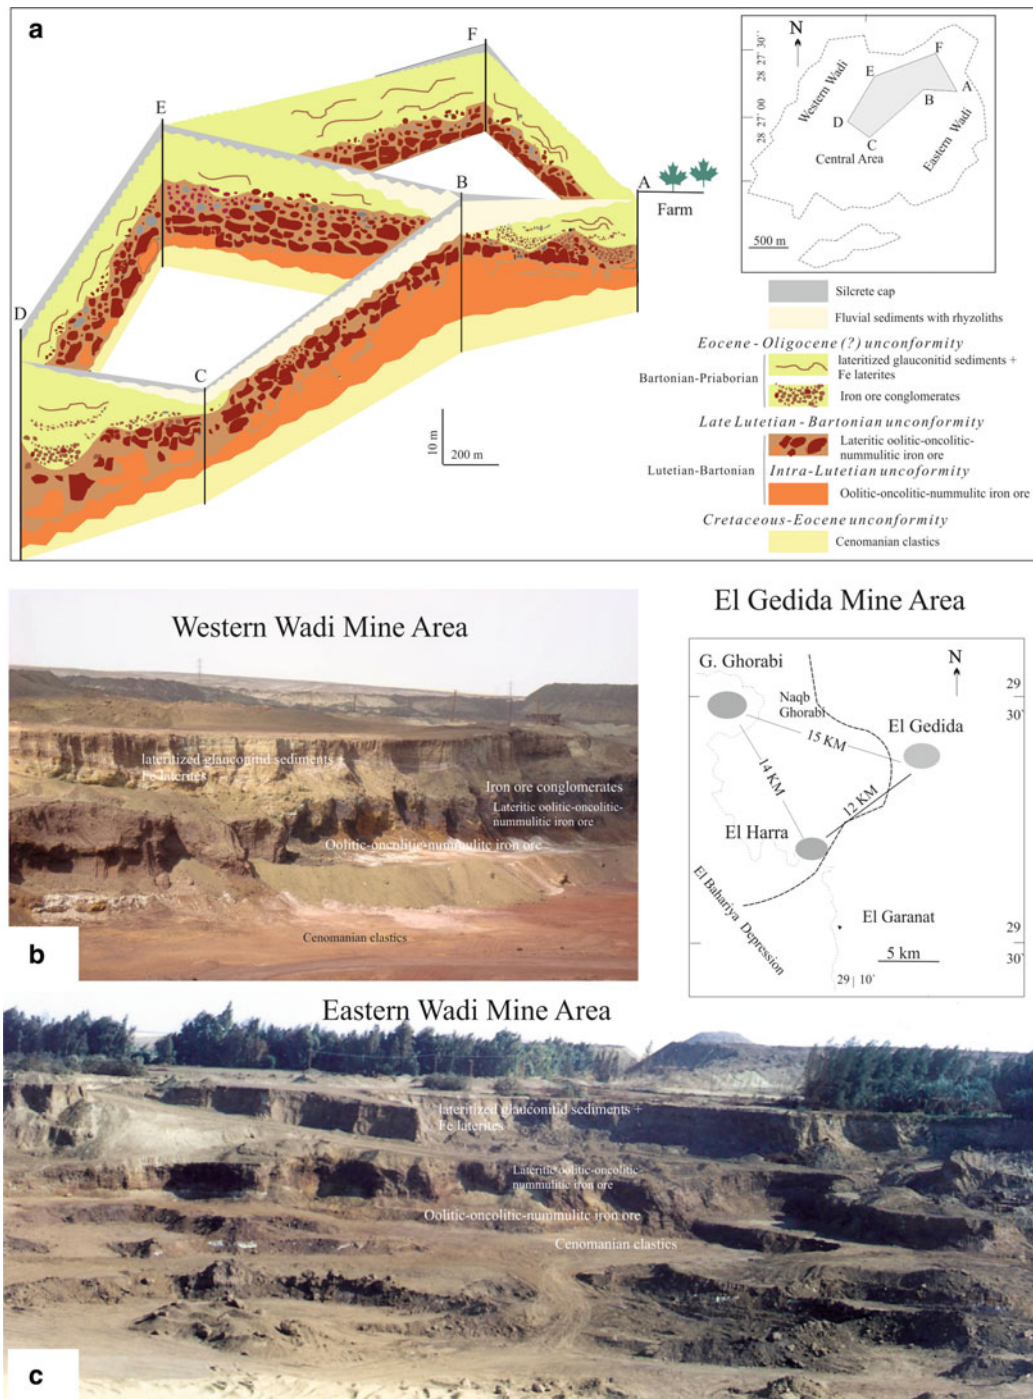 a
F
E
B
A
Farm
D
C
10 m
200 m
N
27 30``
28
27 00
28
F
E
A
B
D
C
Western Wadi
Eastern Wadi
Central Area
500 m
Silcrete cap
Fluvial sediments with rhyzoliths
Eocene-Oligocene(?) unconformity
Bartonian-Priaborian
lateritized glauconitid sediments +
Fe laterites
Iron ore conglomerates
Late Lutetian-Bartonian unconformity
Lutetian-Bartonian
Lateritic oolitic-oncolitic-
nummulitic iron ore
Intra-Lutetian uncoformity
Oolitic-oncolitic-nummulitc iron ore
Cretaceous-Eocene unconformity
Cenomanian clastics
Western Wadi Mine Area
lateritized glauconitid sediments +
Fe laterites
Iron ore conglomerates
Lateritic oolitic-oncolitic-
nummulitic iron ore
Oolitic-oncolitic-nummulitc iron ore
Cenomanian clastics
b
El Gedida Mine Area
G. Ghorabi
N
29
30`
Naqb
Ghorabi
El Gedida
15 KM
14 KM
12 KM
El Harra
El Bahariya Depression
El Garanat
29
30`
5 km
29 | 10`
Eastern Wadi Mine Area
lateritized glauconitid sediments +
Fe laterites
Lateritic oolitic-oncolitic-
nummulitic iron ore
Oolitic-oncolitic-nummulitc iron ore
Cenomanian clastics
c